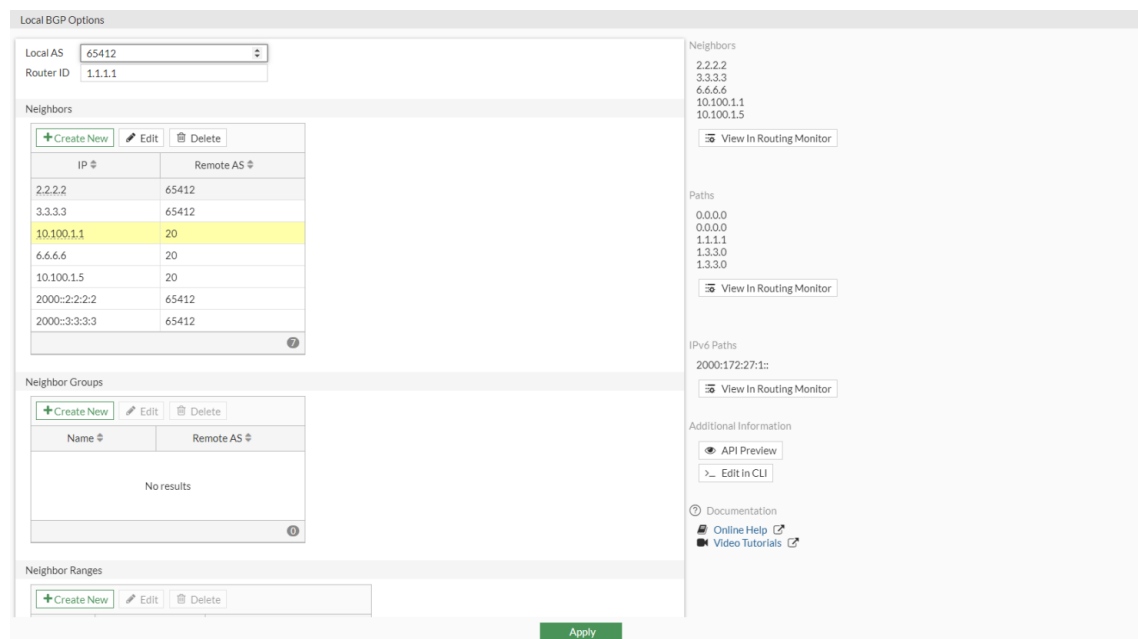 Local BGP Options
Local AS 65412
Router ID 1.1.1.1
Neighbors
Create New Edit Delete
IP Remote AS
2.2.2.2 65412
3.3.3.3 65412
10.100.1.1 20
6.6.6.6 20
10.100.1.5 20
2000::2:2:2:2 65412
2000::3:3:3:3 65412
7
Neighbor Groups
Create New Edit Delete
Name Remote AS
No results
0
Neighbor Ranges
Create New Edit Delete
Neighbors
2.2.2.2
3.3.3.3
6.6.6.6
10.100.1.1
10.100.1.5
View In Routing Monitor
Paths
0.0.0.0
0.0.0.0
1.1.1.1
1.3.3.0
1.3.3.0
View In Routing Monitor
IPv6 Paths
2000:172:27:1::
View In Routing Monitor
Additional Information
API Preview
>_ Edit in CLI
? Documentation
Online Help
Video Tutorials
Apply